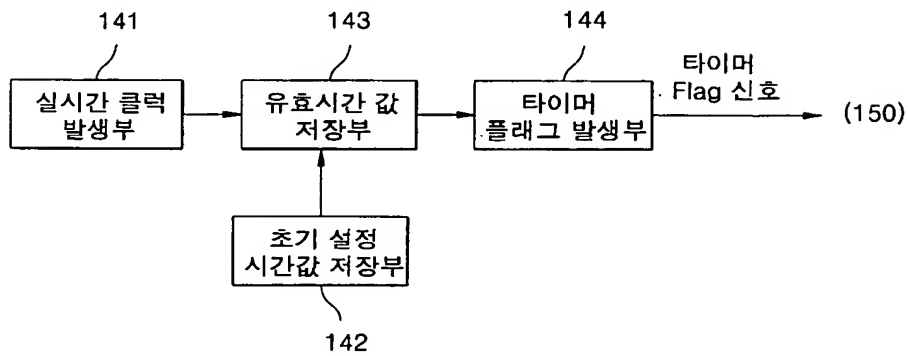 141
143
144
실시간 클럭
발생부
유효시간 값
저장부
타이머
플래그 발생부
타이머
Flag 신호
(150)
초기 설정
시간값 저장부
142